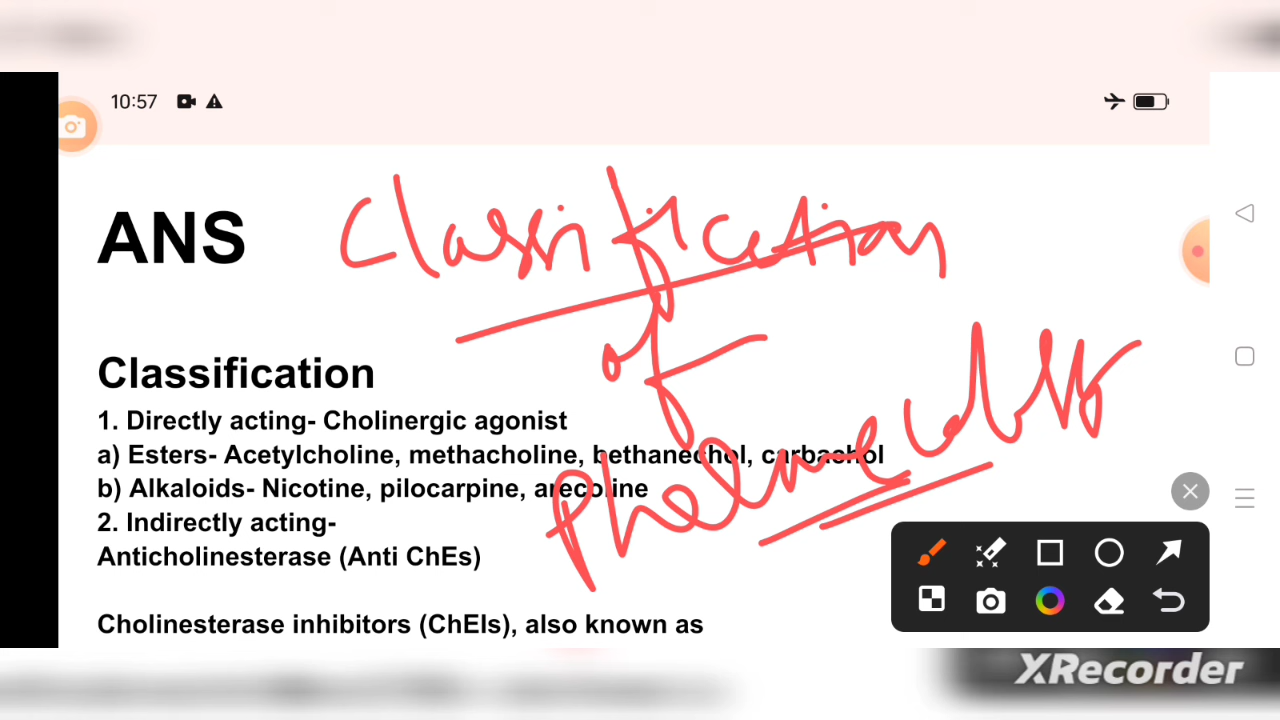 10:57
ANS
Classification
of
Classification
1. Directly acting- Cholinergic agonist
a) Esters- Acetylcholine, methacholine, bethanechol, carbachol
b) Alkaloids- Nicotine, pilocarpine, arecoline
2. Indirectly acting-
Anticholinesterase (Anti ChEs)
Cholinesterase inhibitors (ChEIs), also known as
XRecorder